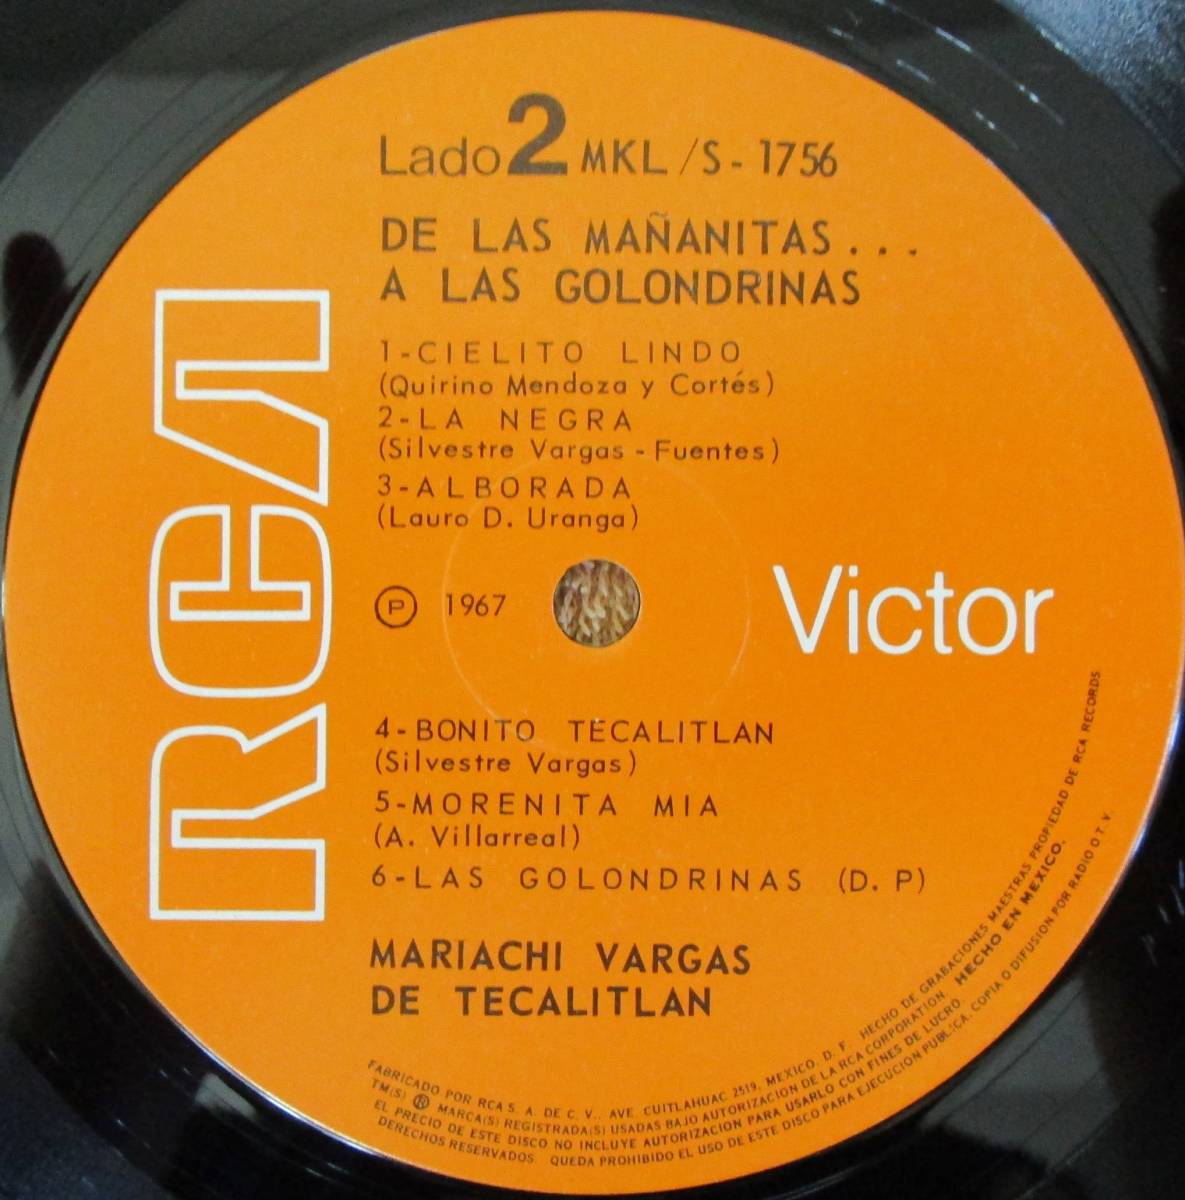 Lado 2 MKL /S - 1756
DE LAS MAÑANITAS...
A LAS GOLONDRINAS
1-CIELITO LINDO
(Quirino Mendoza y Cortés)
2-LA NEGRA
(Silvestre Vargas - Fuentes)
3-ALBORADA
(Lauro D. Uranga)
RCA
Ⓟ 1967
Victor
4-BONITO TECALITLAN
(Silvestre Vargas)
5-MORENITA MIA
(A. Villarreal)
6-LAS GOLONDRINAS (D. P)
MARIACHI VARGAS
DE TECALITLAN
FABRICADO POR RCA S. A. DE C. V., AVE. CUITLAHUAC 2519, MEXICO, D. F. HECHO DE GRABACIONES MAESTRAS PROPIEDAD DE RCA RECORDS
TM(S) ® MARCA(S) REGISTRADA(S) USADAS BAJO AUTORIZACION DE LA RCA CORPORATION. HECHO EN MEXICO.
EL PRECIO DE ESTE DISCO NO INCLUYE AUTORIZACION PARA USARLO CON FINES DE LUCRO.
DERECHOS RESERVADOS. QUEDA PROHIBIDO EL USO DE ESTE DISCO PARA EJECUCION PUBLICA, COPIA O DIFUSION POR RADIO O T. V.